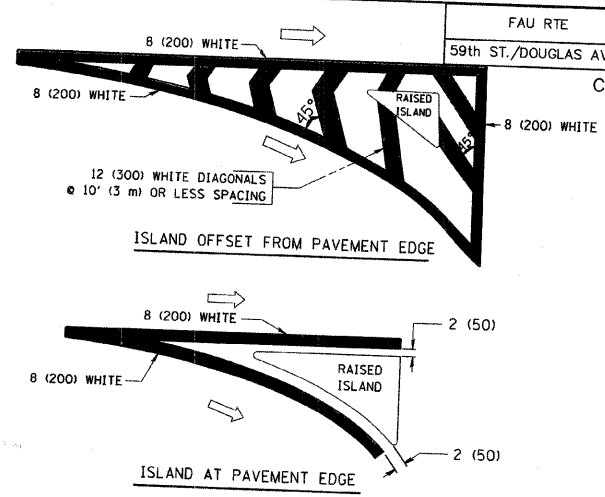 FAU RTE
59th ST./DOUGLAS AV
C
8 (200) WHITE
8 (200) WHITE
RAISED
ISLAND
45°
8 (200) WHITE
45°
12 (300) WHITE DIAGONALS
@ 10' (3 m) OR LESS SPACING
ISLAND OFFSET FROM PAVEMENT EDGE
8 (200) WHITE
2 (50)
8 (200) WHITE
RAISED
ISLAND
2 (50)
ISLAND AT PAVEMENT EDGE